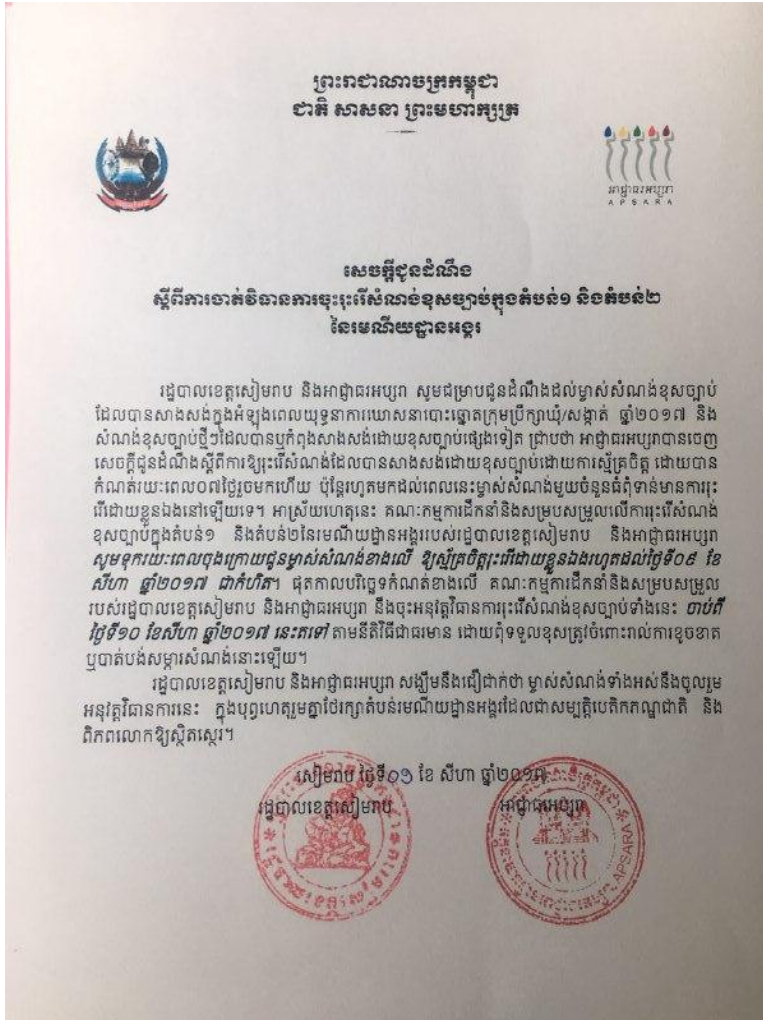 ព្រះរាជាណាចក្រកម្ពុជា
ជាតិ សាសនា ព្រះមហាក្សត្រ
អាជ្ញាធរអប្សរា
APSARA
សេចក្តីជូនដំណឹង
ស្តីពីការចាត់វិធានការចុះរុះរើសំណង់ខុសច្បាប់ក្នុងតំបន់១ និងតំបន់២
នៃរមណីយដ្ឋានអង្គរ
រដ្ឋបាលខេត្តសៀមរាប និងអាជ្ញាធរអប្សរា សូមជម្រាបជូនដំណឹងដល់ម្ចាស់សំណង់ខុសច្បាប់
ដែលបានសាងសង់ក្នុងអំឡុងពេលយុទ្ធនាការឃោសនាបោះឆ្នោតក្រុមប្រឹក្សាឃុំ/សង្កាត់ ឆ្នាំ២០១៧ និង
សំណង់ខុសច្បាប់ថ្មីៗដែលបានឬកំពុងសាងសង់ដោយខុសច្បាប់ផ្សេងទៀត ជ្រាបថា អាជ្ញាធរអប្សរាបានចេញ
សេចក្តីជូនដំណឹងស្តីពីការឱ្យរុះរើសំណង់ដែលបានសាងសង់ដោយខុសច្បាប់ដោយការស្ម័គ្រចិត្ត ដោយបាន
កំណត់រយៈពេល០៧ថ្ងៃរួចមកហើយ ប៉ុន្តែរហូតមកដល់ពេលនេះម្ចាស់សំណង់មួយចំនួនធំពុំទាន់មានការរុះ
រើដោយខ្លួនឯងនៅឡើយទេ។ អាស្រ័យហេតុនេះ គណៈកម្មការដឹកនាំនិងសម្របសម្រួលលើការរុះរើសំណង់
ខុសច្បាប់ក្នុងតំបន់១ និងតំបន់២នៃរមណីយដ្ឋានអង្គររបស់រដ្ឋបាលខេត្តសៀមរាប និងអាជ្ញាធរអប្សរា
សូមទុករយៈពេលចុងក្រោយជូនម្ចាស់សំណង់ខាងលើ ឱ្យស្ម័គ្រចិត្តរុះរើដោយខ្លួនឯងរហូតដល់ថ្ងៃទី០៩ ខែ
សីហា ឆ្នាំ២០១៧ ជាកំហិត។ ផុតកាលបរិច្ឆេទកំណត់ខាងលើ គណៈកម្មការដឹកនាំនិងសម្របសម្រួល
របស់រដ្ឋបាលខេត្តសៀមរាប និងអាជ្ញាធរអប្សរា នឹងចុះអនុវត្តវិធានការរុះរើសំណង់ខុសច្បាប់ទាំងនេះ ចាប់ពី
ថ្ងៃទី១០ ខែសីហា ឆ្នាំ២០១៧ នេះតទៅ តាមនីតិវិធីជាធរមាន ដោយពុំទទួលខុសត្រូវចំពោះរាល់ការខូចខាត
ឬបាត់បង់សម្ភារសំណង់នោះឡើយ។
រដ្ឋបាលខេត្តសៀមរាប និងអាជ្ញាធរអប្សរា សង្ឃឹមនឹងជឿជាក់ថា ម្ចាស់សំណង់ទាំងអស់នឹងចូលរួម
អនុវត្តវិធានការនេះ ក្នុងបុព្វហេតុរួមគ្នាថែរក្សាតំបន់រមណីយដ្ឋានអង្គរដែលជាសម្បត្តិបេតិកភណ្ឌជាតិ និង
ពិភពលោកឱ្យស្ថិតស្ថេរ។
សៀមរាប ថ្ងៃទី០១ ខែ សីហា ឆ្នាំ២០១៧
រដ្ឋបាលខេត្តសៀមរាប អាជ្ញាធរអប្សរា
APSARA